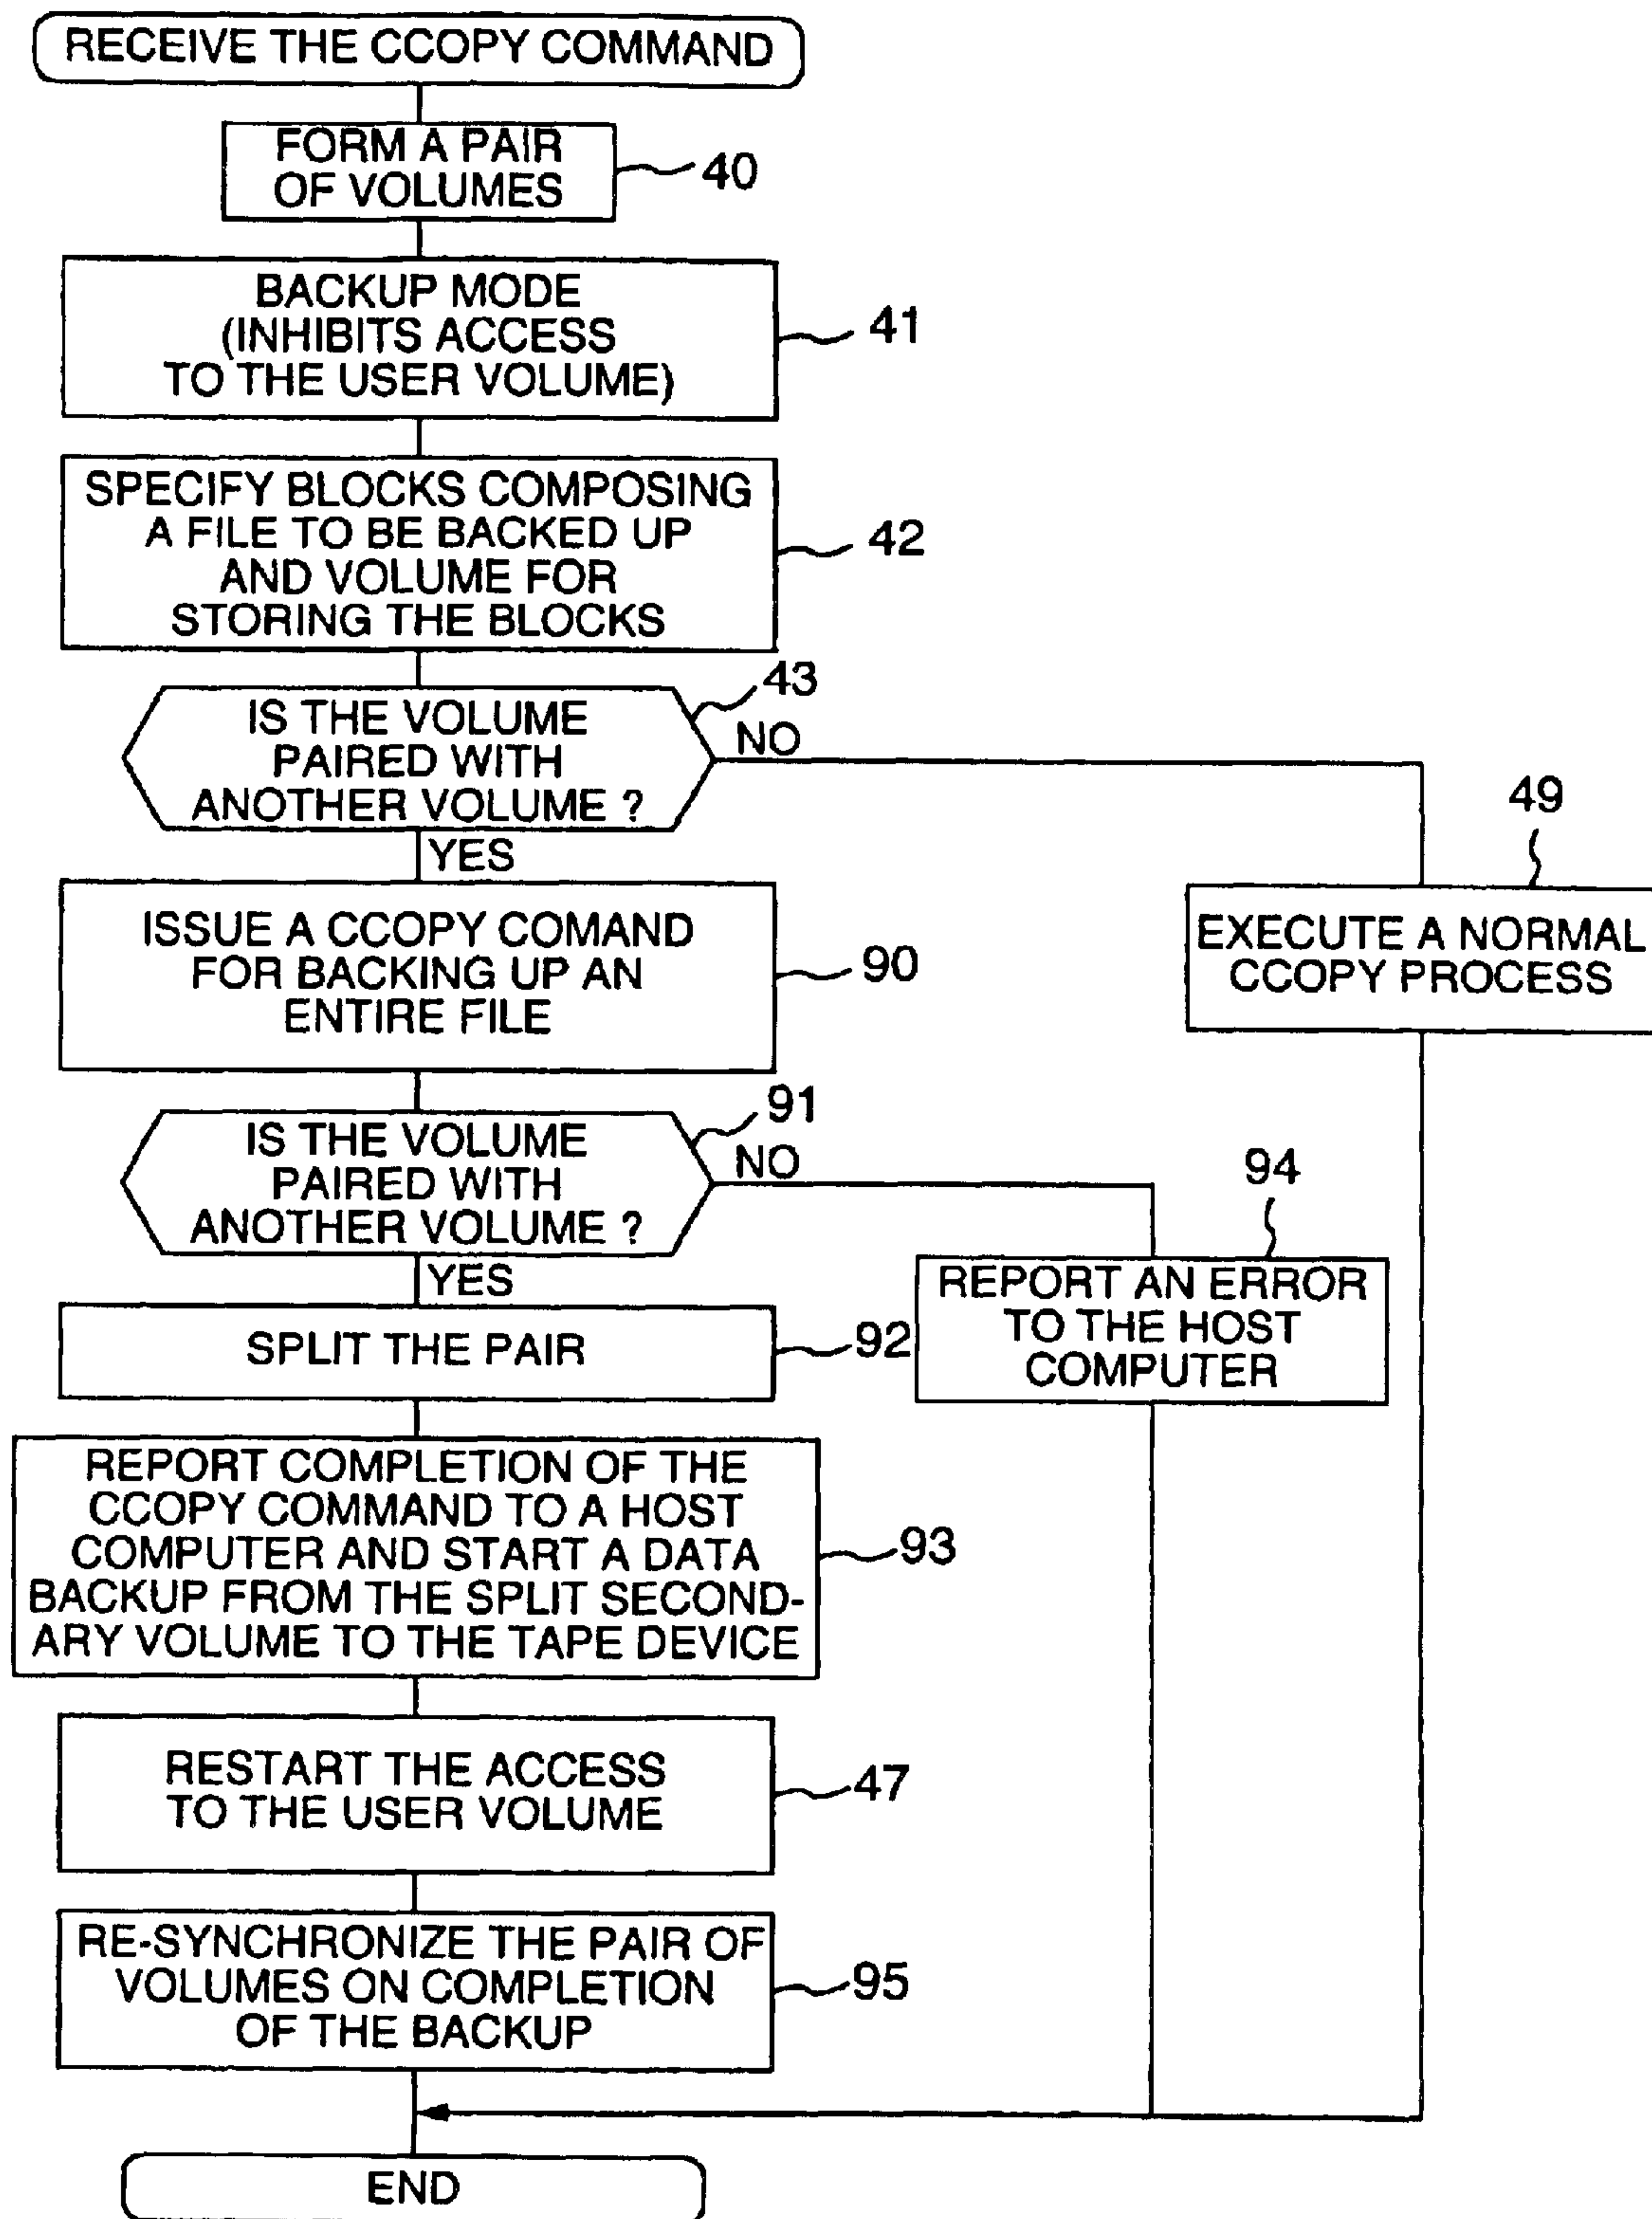 RECEIVE THE CCOPY COMMAND
FORM A PAIR
OF VOLUMES
40
BACKUP MODE
(INHIBITS ACCESS
TO THE USER VOLUME)
41
SPECIFY BLOCKS COMPOSING
A FILE TO BE BACKED UP
AND VOLUME FOR
STORING THE BLOCKS
42
43
IS THE VOLUME
PAIRED WITH
ANOTHER VOLUME ?
NO
YES
49
EXECUTE A NORMAL
CCOPY PROCESS
ISSUE A CCOPY COMAND
FOR BACKING UP AN
ENTIRE FILE
90
91
IS THE VOLUME
PAIRED WITH
ANOTHER VOLUME ?
NO
YES
94
REPORT AN ERROR
TO THE HOST
COMPUTER
SPLIT THE PAIR
92
REPORT COMPLETION OF THE
CCOPY COMMAND TO A HOST
COMPUTER AND START A DATA
BACKUP FROM THE SPLIT SECOND-
ARY VOLUME TO THE TAPE DEVICE
93
RESTART THE ACCESS
TO THE USER VOLUME
47
RE-SYNCHRONIZE THE PAIR OF
VOLUMES ON COMPLETION
OF THE BACKUP
95
END